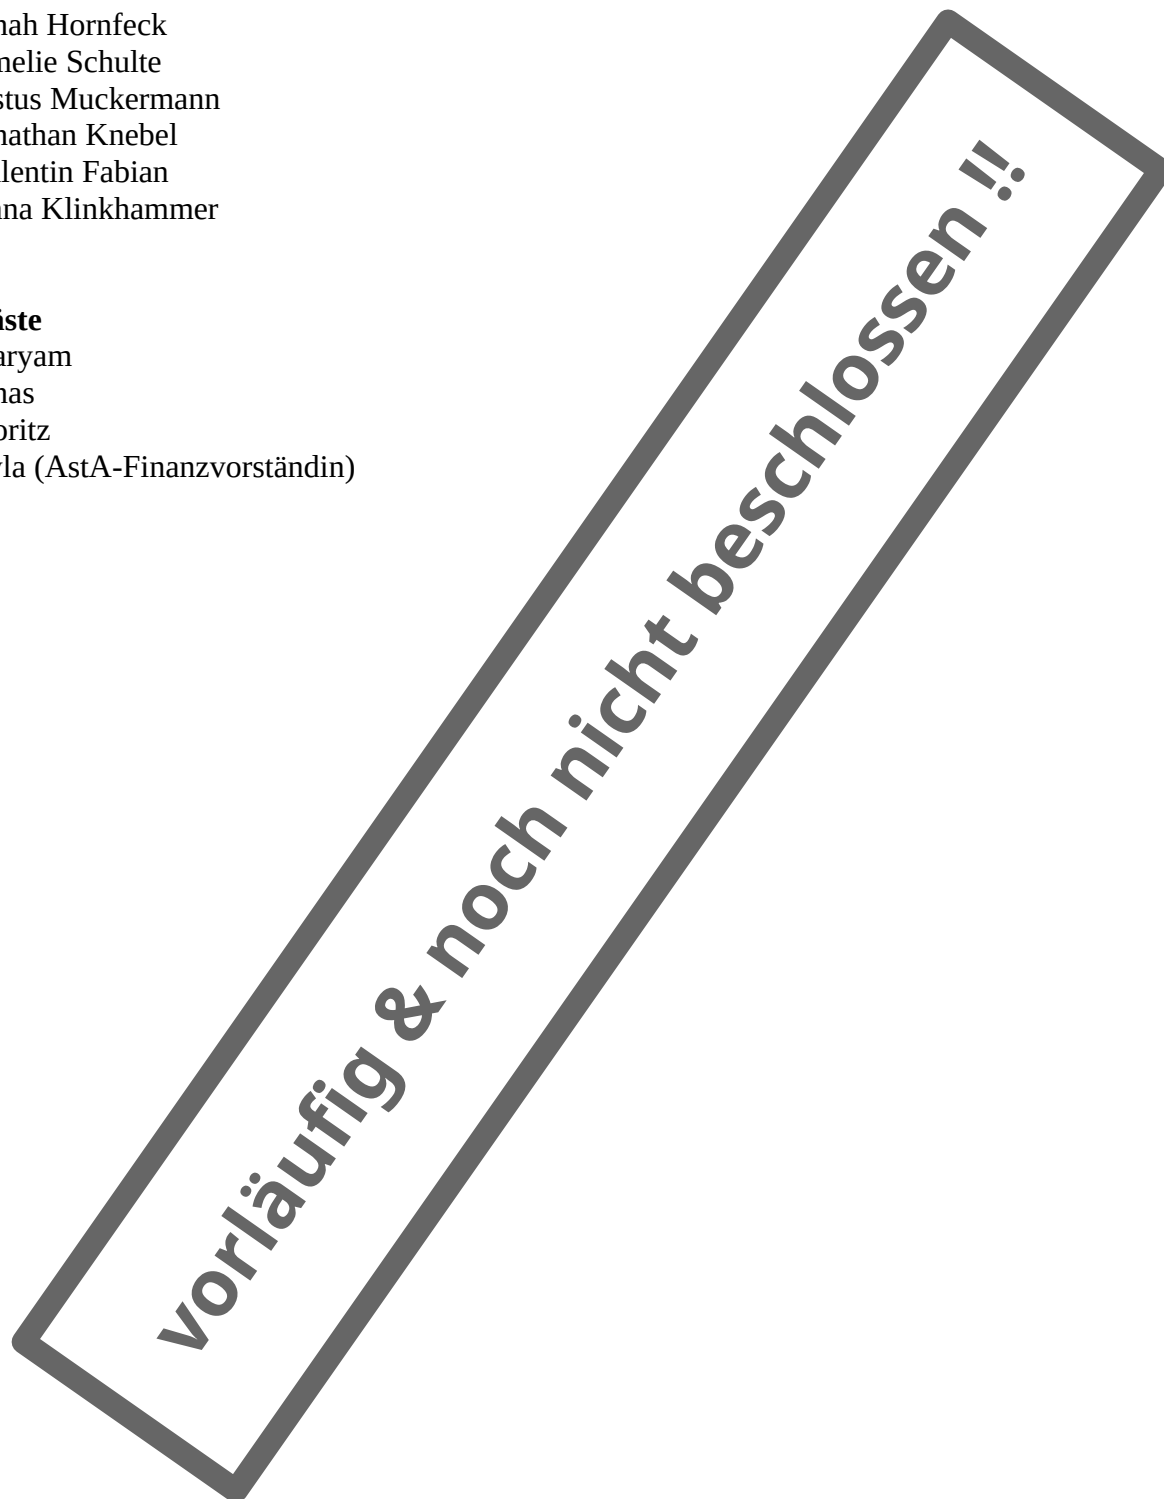 nah Hornfeck
nelie Schulte
stus Muckermann
nathan Knebel
lentin Fabian
na Klinkhammer
iste
aryam
nas
oritz
yla (AstA-Finanzvorständin)
vorläufig & noch nicht beschlossen !!